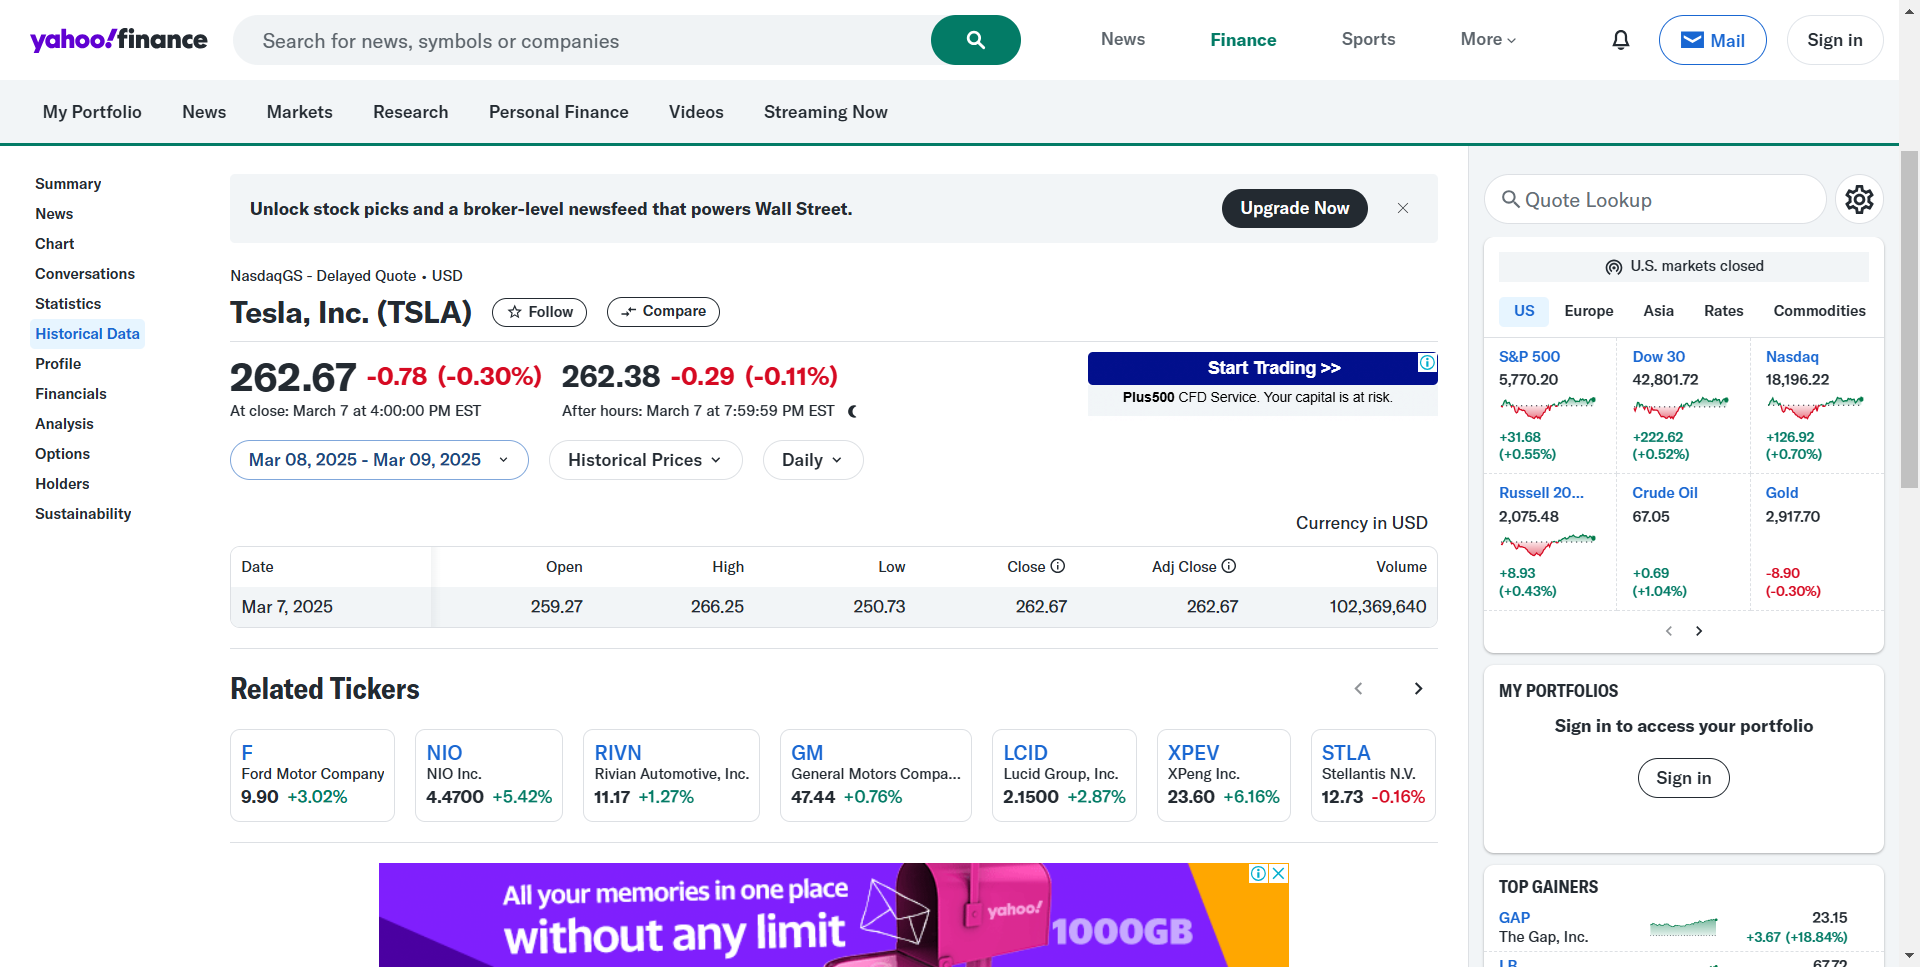 yahoo!finance
Search for news, symbols or companies
News
Finance
Sports
More
Mail
Sign in
My Portfolio
News
Markets
Research
Personal Finance
Videos
Streaming Now
Summary
News
Chart
Conversations
Statistics
Historical Data
Profile
Financials
Analysis
Options
Holders
Sustainability
Unlock stock picks and a broker-level newsfeed that powers Wall Street.
Upgrade Now
NasdaqGS - Delayed Quote • USD
Tesla, Inc. (TSLA)
Follow
Compare
262.67 -0.78 (-0.30%)
At close: March 7 at 4:00:00 PM EST
262.38 -0.29 (-0.11%)
After hours: March 7 at 7:59:59 PM EST
Start Trading >>
Plus500 CFD Service. Your capital is at risk.
Mar 08, 2025 - Mar 09, 2025
Historical Prices
Daily
Currency in USD
Date Open High Low Close Adj Close Volume
Mar 7, 2025 259.27 266.25 250.73 262.67 262.67 102,369,640
Related Tickers
F
Ford Motor Company
9.90 +3.02%
NIO
NIO Inc.
4.4700 +5.42%
RIVN
Rivian Automotive, Inc.
11.17 +1.27%
GM
General Motors Compa...
47.44 +0.76%
LCID
Lucid Group, Inc.
2.1500 +2.87%
XPEV
XPeng Inc.
23.60 +6.16%
STLA
Stellantis N.V.
12.73 -0.16%
All your memories in one place
without any limit
yahoo!
1000GB
Quote Lookup
U.S. markets closed
US
Europe
Asia
Rates
Commodities
S&P 500
5,770.20
+31.68
(+0.55%)
Dow 30
42,801.72
+222.62
(+0.52%)
Nasdaq
18,196.22
+126.92
(+0.70%)
Russell 20...
2,075.48
+8.93
(+0.43%)
Crude Oil
67.05
+0.69
(+1.04%)
Gold
2,917.70
-8.90
(-0.30%)
MY PORTFOLIOS
Sign in to access your portfolio
Sign in
TOP GAINERS
GAP 23.15
The Gap, Inc. +3.67 (+18.84%)
LB 67.72